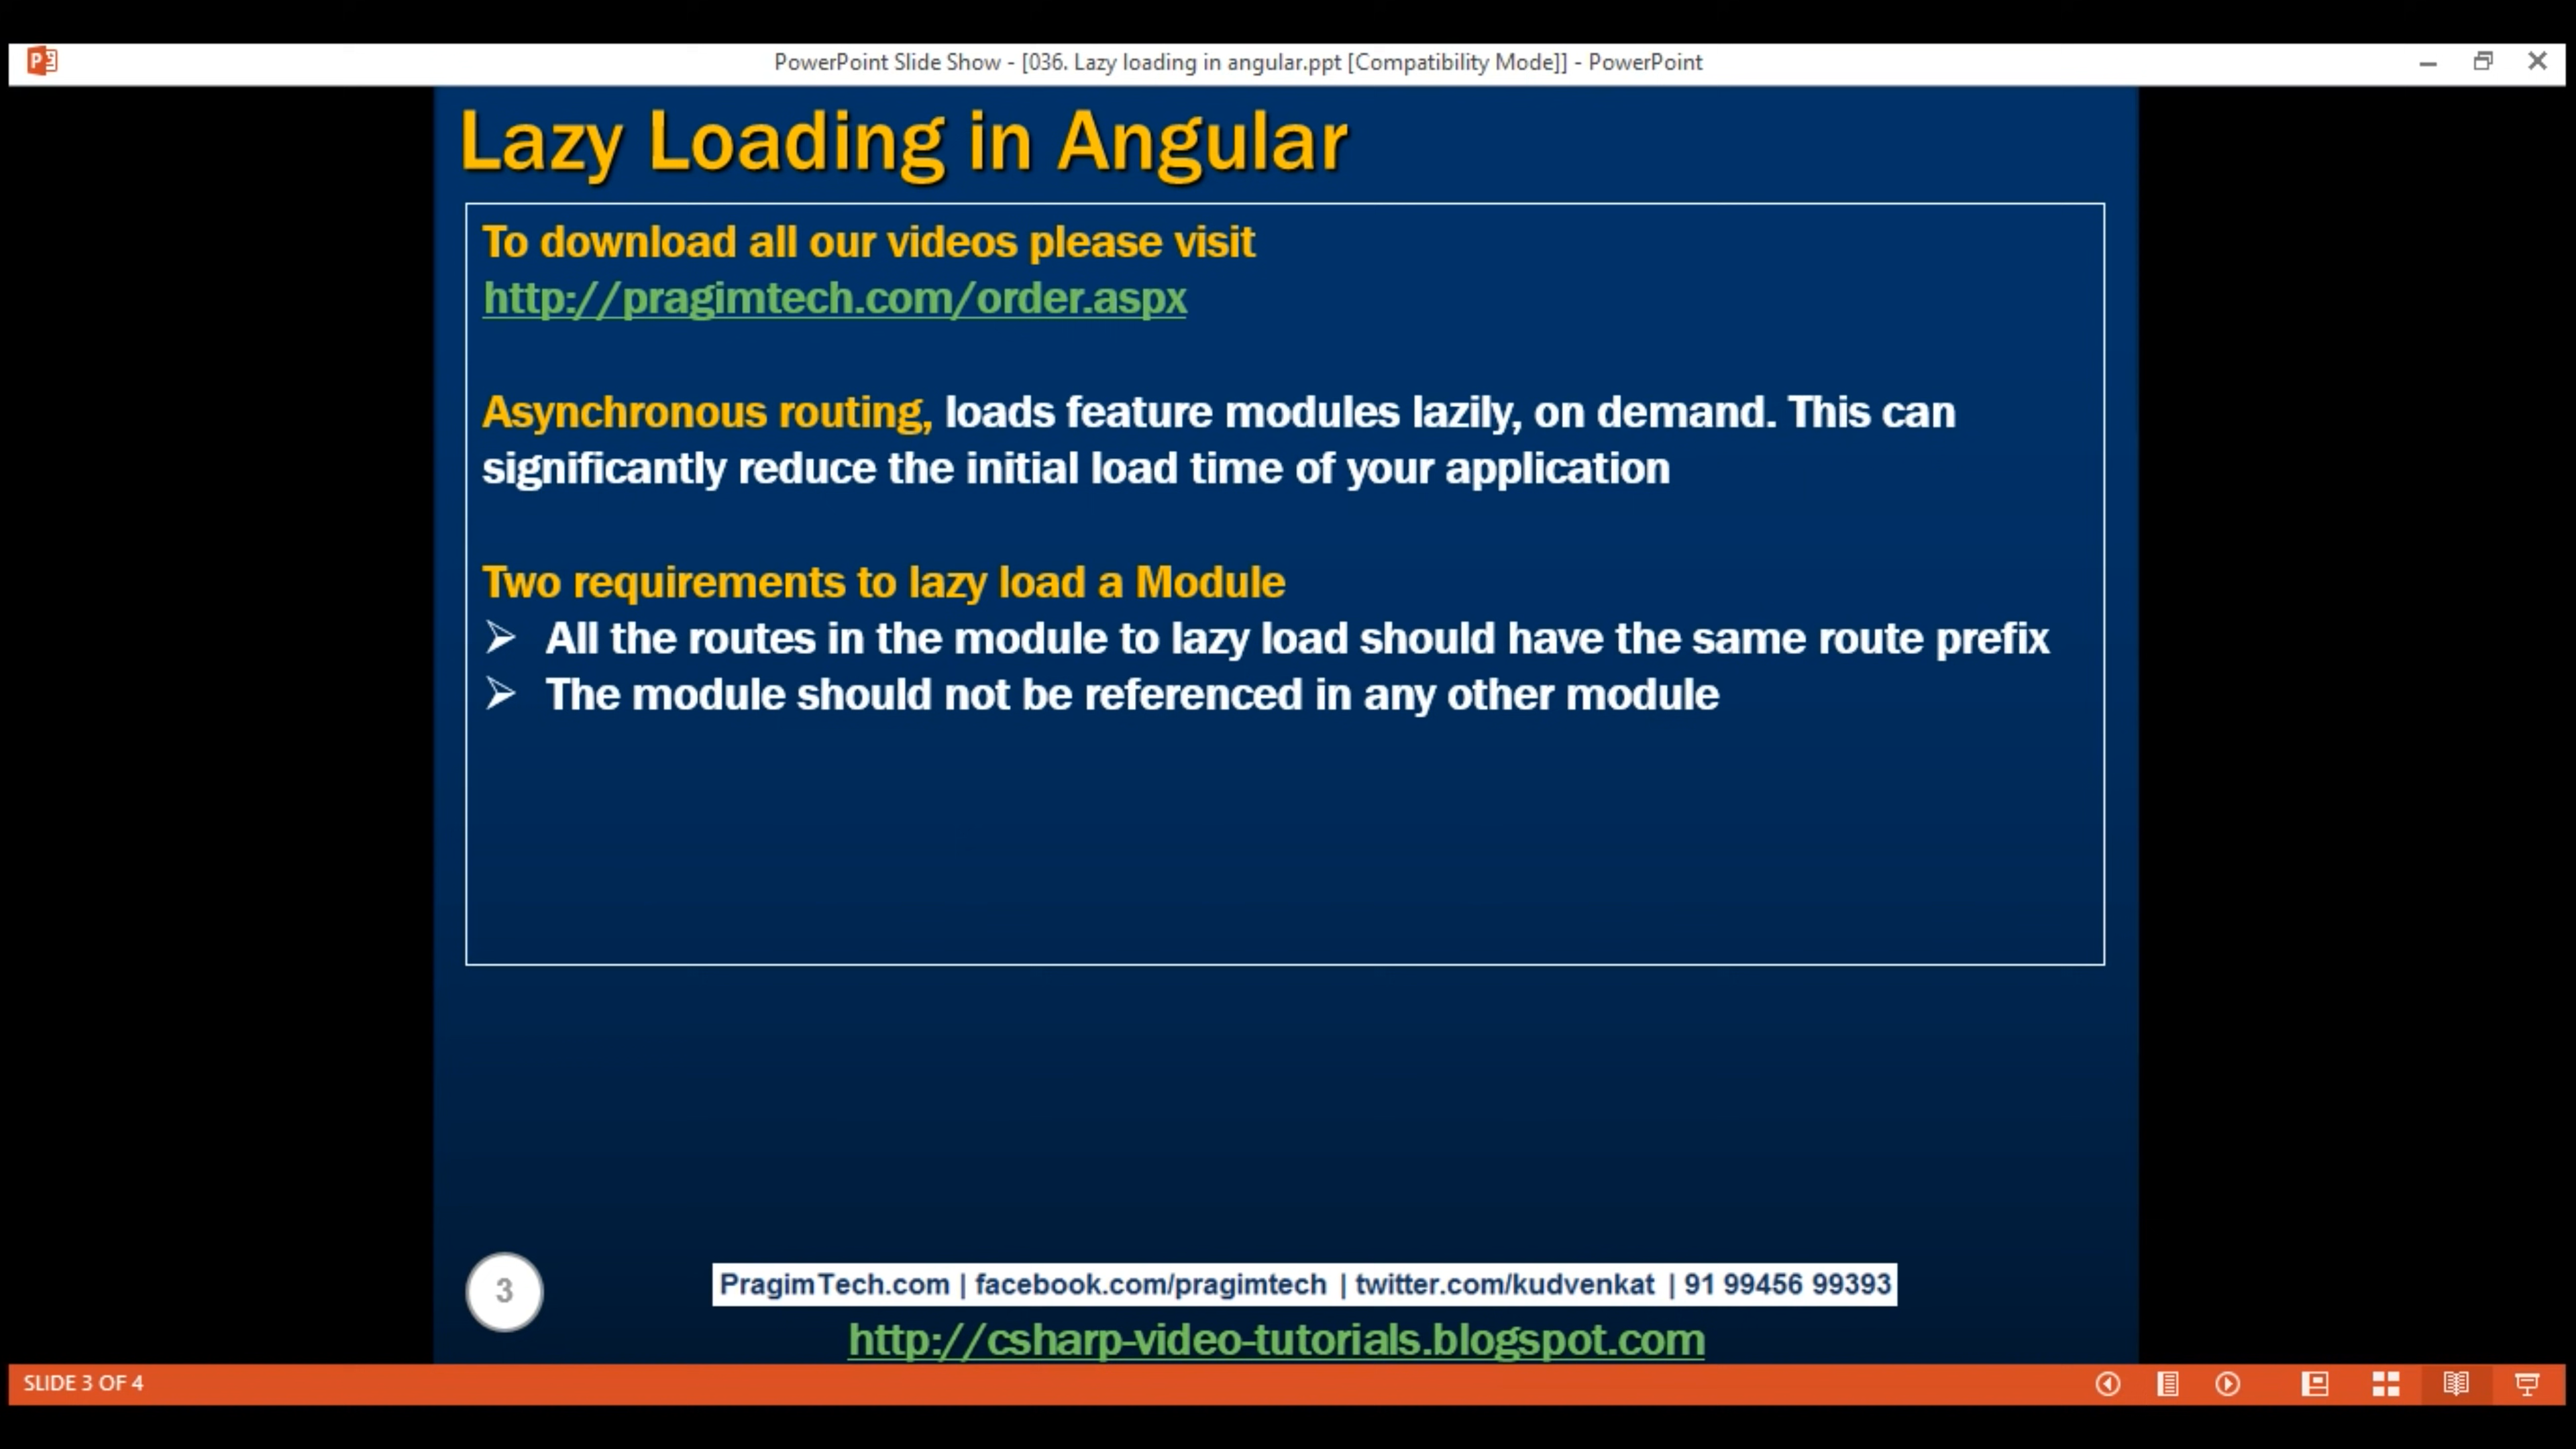 PowerPoint Slide Show - [036. Lazy loading in angular.ppt [Compatibility Mode]] - PowerPoint
Lazy Loading in Angular
To download all our videos please visit
http://pragimtech.com/order.aspx
Asynchronous routing, loads feature modules lazily, on demand. This can
significantly reduce the initial load time of your application
Two requirements to lazy load a Module
➢ All the routes in the module to lazy load should have the same route prefix
➢ The module should not be referenced in any other module
3
PragimTech.com | facebook.com/pragimtech | twitter.com/kudvenkat | 91 99456 99393
http://csharp-video-tutorials.blogspot.com
SLIDE 3 OF 4